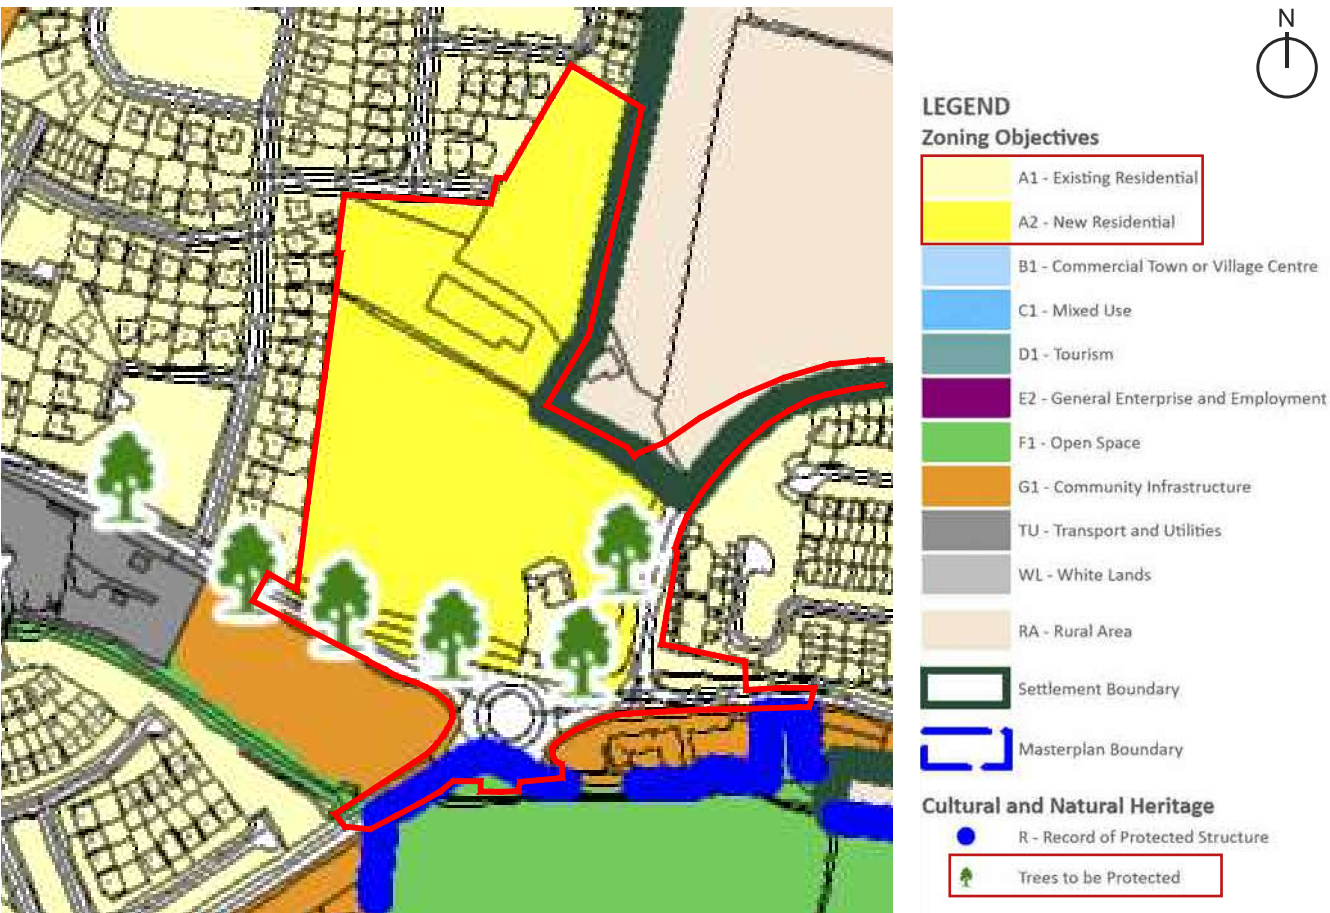 N
LEGEND
Zoning Objectives
A1 - Existing Residential
A2 - New Residential
B1 - Commercial Town or Village Centre
C1 - Mixed Use
D1 - Tourism
E2 - General Enterprise and Employment
F1 - Open Space
G1 - Community Infrastructure
TU - Transport and Utilities
WL - White Lands
RA - Rural Area
Settlement Boundary
Masterplan Boundary
Cultural and Natural Heritage
R - Record of Protected Structure
Trees to be Protected